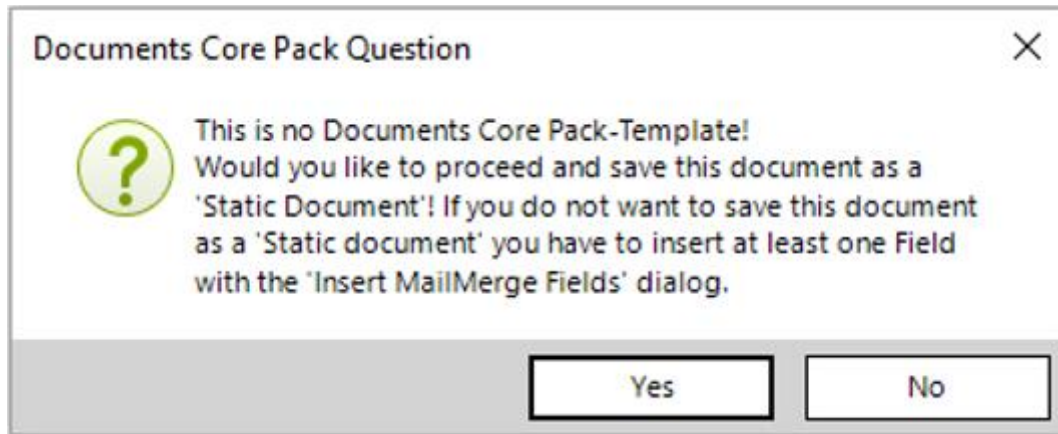 Documents Core Pack Question
This is no Documents Core Pack-Template!
Would you like to proceed and save this document as a
'Static Document'! If you do not want to save this document
as a 'Static document' you have to insert at least one Field
with the 'Insert MailMerge Fields' dialog.
Yes
No